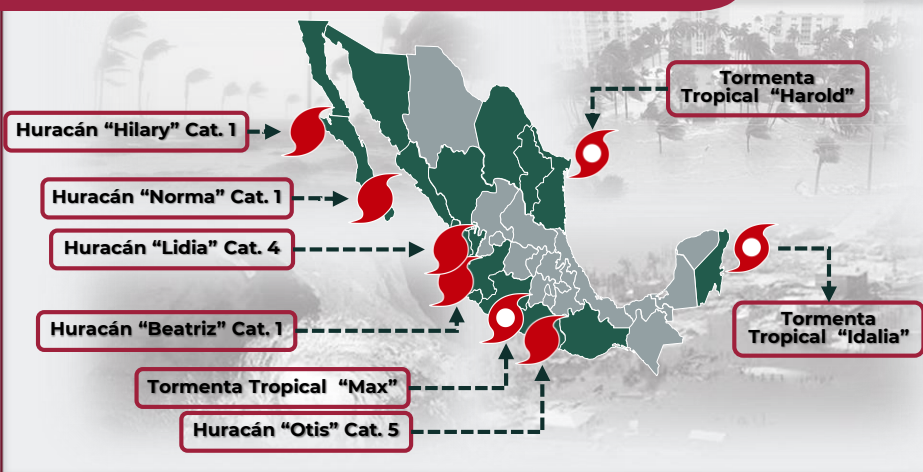 Tormenta
Tropical “Harold”
Huracán “Hilary” Cat. 1
Huracán “Norma” Cat. 1
Huracán “Lidia” Cat. 4
Huracán “Beatriz” Cat. 1
Tormenta
Tropical “Idalia”
Tormenta Tropical “Max”
Huracán “Otis” Cat. 5